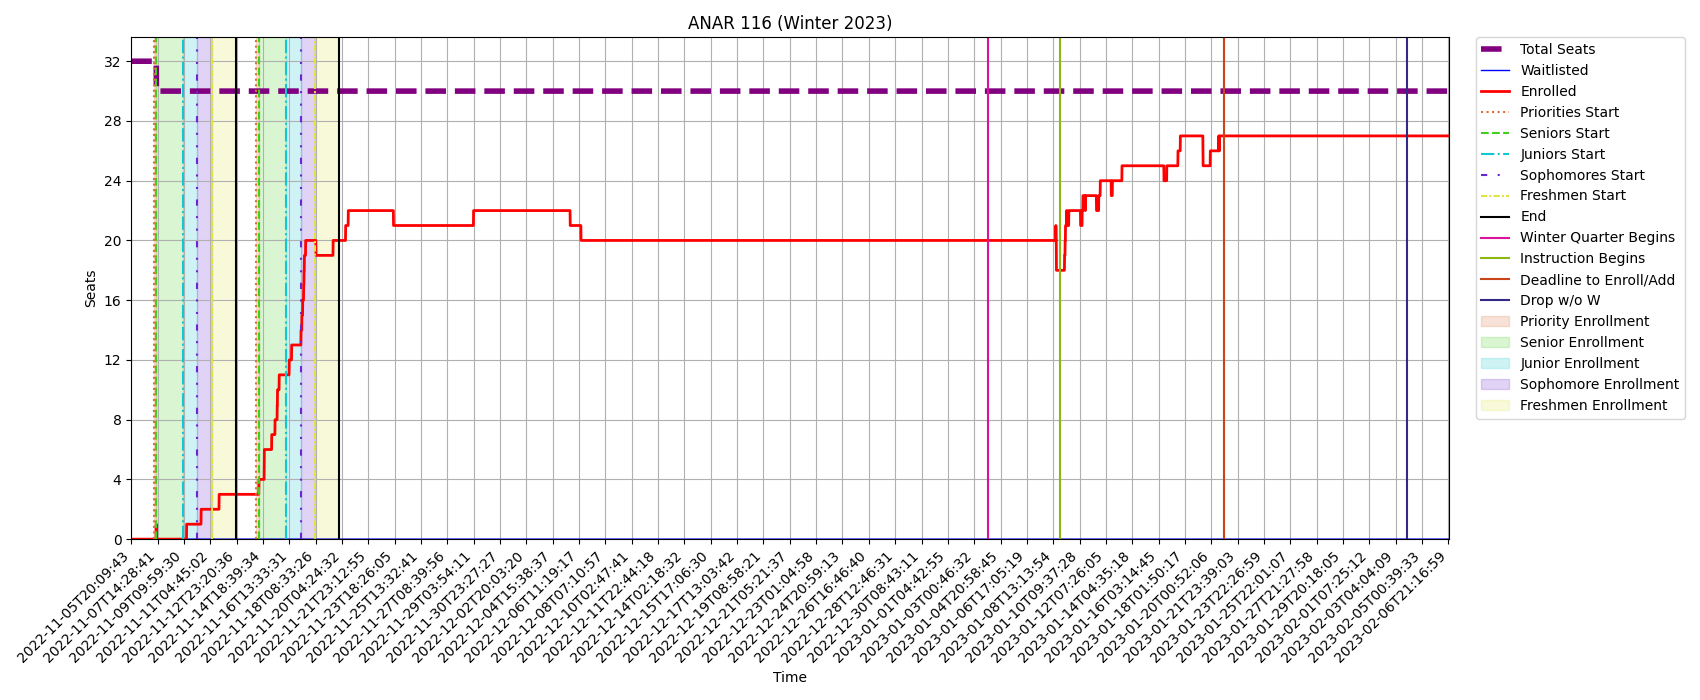 ANAR 116 (Winter 2023)
Seats
32
28
24
20
16
12
8
4
0
2022-11-05T20:09:43
2022-11-07T14:28:41
2022-11-09T09:59:30
2022-11-11T04:45:02
2022-11-12T23:20:36
2022-11-14T18:39:34
2022-11-16T13:33:31
2022-11-18T08:33:26
2022-11-20T04:24:32
2022-11-21T23:12:55
2022-11-23T18:26:05
2022-11-25T13:32:41
2022-11-27T08:39:56
2022-11-29T03:54:11
2022-11-30T23:27:27
2022-12-02T20:03:20
2022-12-04T15:38:37
2022-12-06T11:19:17
2022-12-08T07:10:57
2022-12-10T02:47:41
2022-12-11T22:44:18
2022-12-14T02:18:32
2022-12-15T17:06:30
2022-12-17T13:03:42
2022-12-19T08:58:21
2022-12-21T05:21:37
2022-12-23T01:04:58
2022-12-24T20:59:13
2022-12-26T16:46:40
2022-12-28T12:46:31
2022-12-30T08:43:11
2023-01-01T04:42:55
2023-01-03T00:46:32
2023-01-04T20:58:45
2023-01-06T17:05:19
2023-01-08T13:13:54
2023-01-10T09:37:28
2023-01-12T07:26:05
2023-01-14T04:35:18
2023-01-16T03:14:45
2023-01-18T01:50:17
2023-01-20T00:52:06
2023-01-21T23:39:03
2023-01-23T22:26:59
2023-01-25T22:01:07
2023-01-27T21:27:58
2023-01-29T20:18:05
2023-02-01T07:25:12
2023-02-03T04:04:09
2023-02-05T00:39:33
2023-02-06T21:16:59
Time
Total Seats
Waitlisted
Enrolled
Priorities Start
Seniors Start
Juniors Start
Sophomores Start
Freshmen Start
End
Winter Quarter Begins
Instruction Begins
Deadline to Enroll/Add
Drop w/o W
Priority Enrollment
Senior Enrollment
Junior Enrollment
Sophomore Enrollment
Freshmen Enrollment